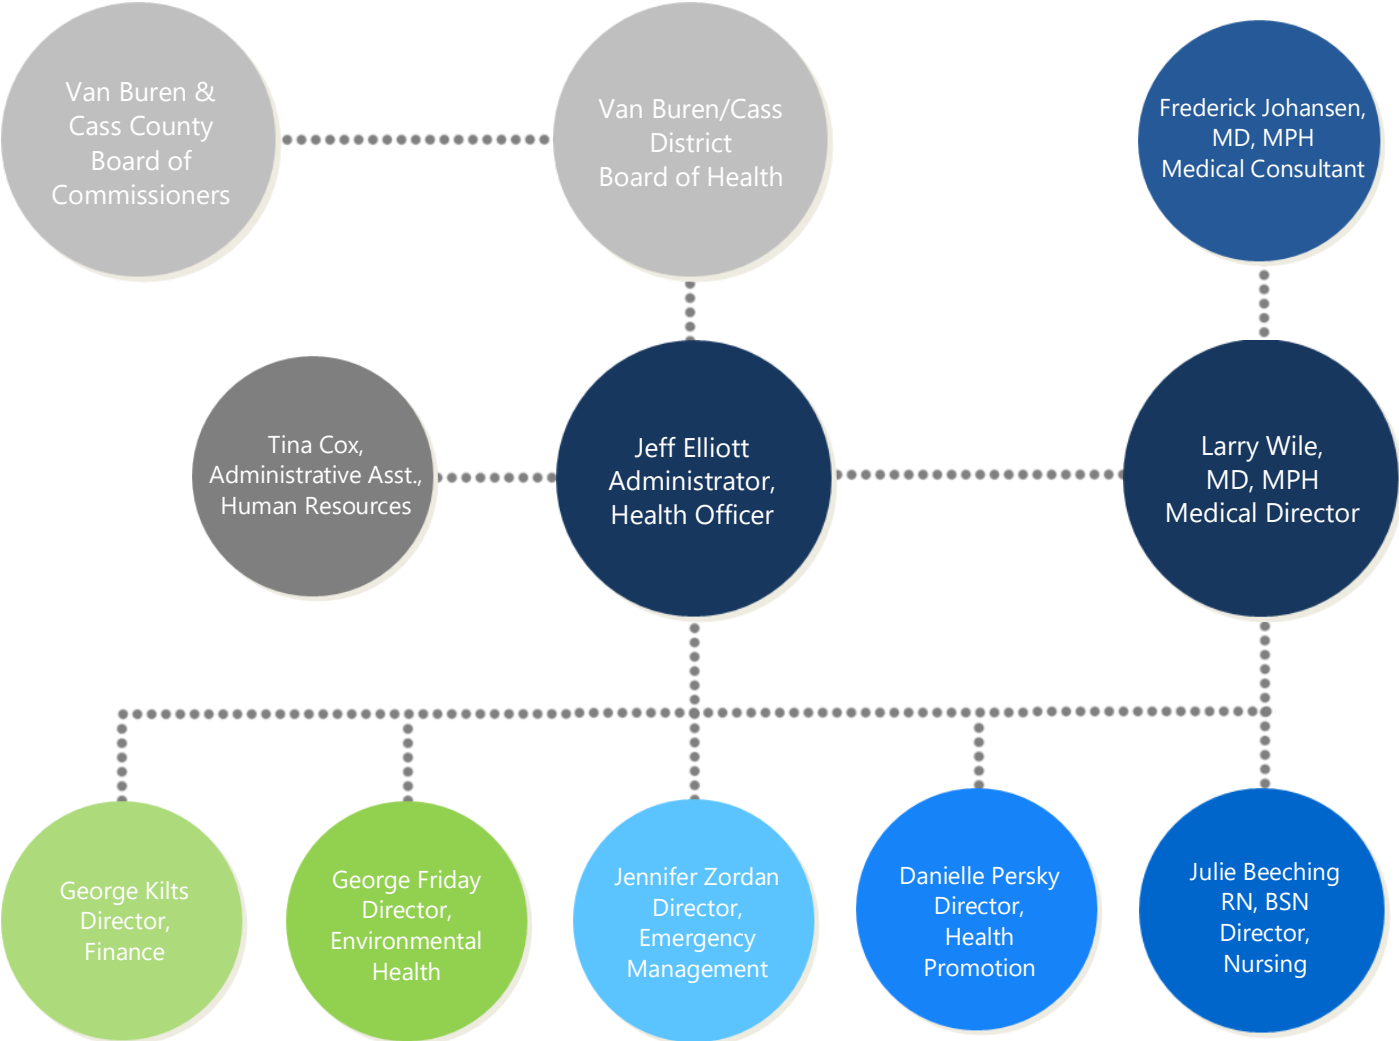 Van Buren &
Cass County
Board of
Commissioners
Van Buren/Cass
District
Board of Health
Frederick Johansen,
MD, MPH
Medical Consultant
Tina Cox,
Administrative Asst.,
Human Resources
Jeff Elliott
Administrator,
Health Officer
Larry Wile,
MD, MPH
Medical Director
George Kilts
Director,
Finance
George Friday
Director,
Environmental
Health
Jennifer Zordan
Director,
Emergency
Management
Danielle Persky
Director,
Health
Promotion
Julie Beeching
RN, BSN
Director,
Nursing